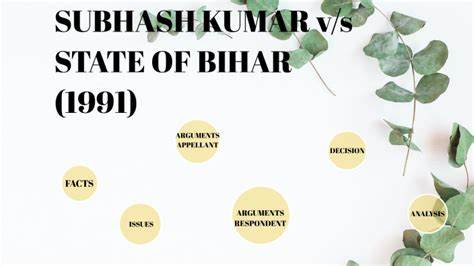 SUBHASH KUMAR v/s
STATE OF BIHAR
(1991)
FACTS
ISSUES
ARGUMENTS
APPELLANT
ARGUMENTS
RESPONDENT
DECISION
ANALYSIS